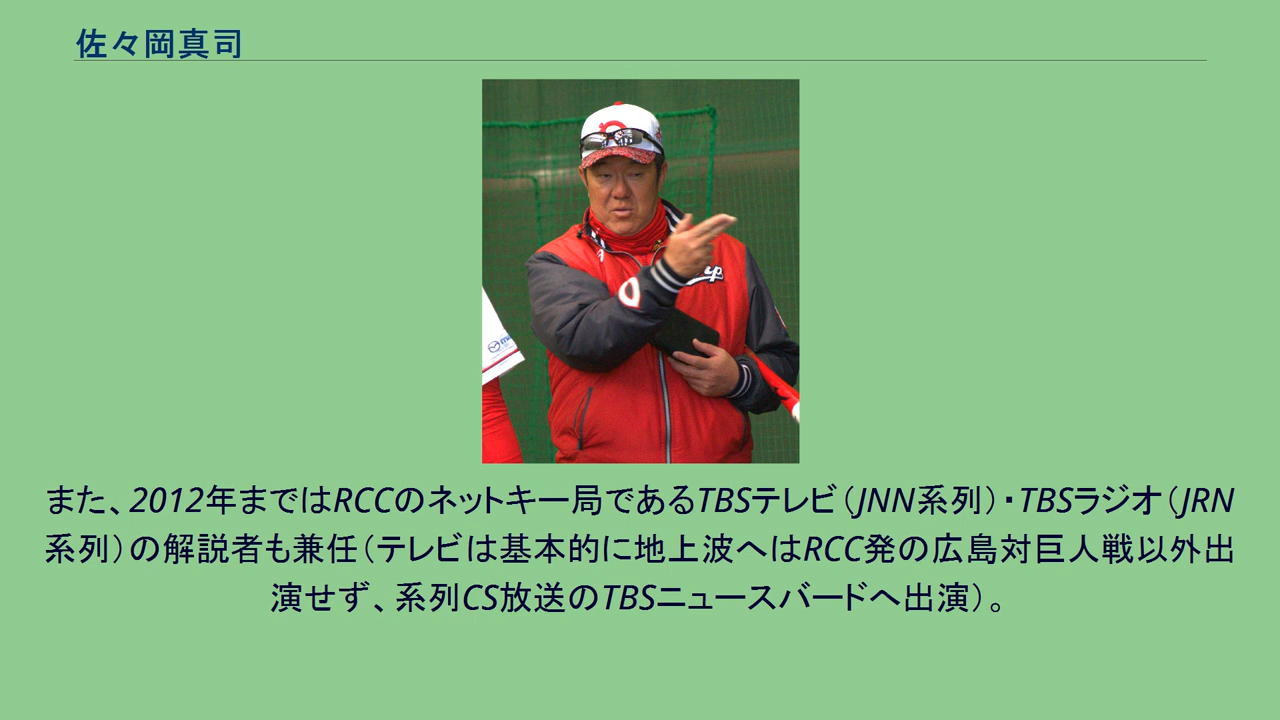 佐々岡真司
また、2012年まではRCCのネットキー局であるTBSテレビ（JNN系列）・TBSラジオ（JRN
系列）の解説者も兼任（テレビは基本的に地上波へはRCC発の広島対巨人戦以外出
演せず、系列CS放送のTBSニュースバードへ出演）。